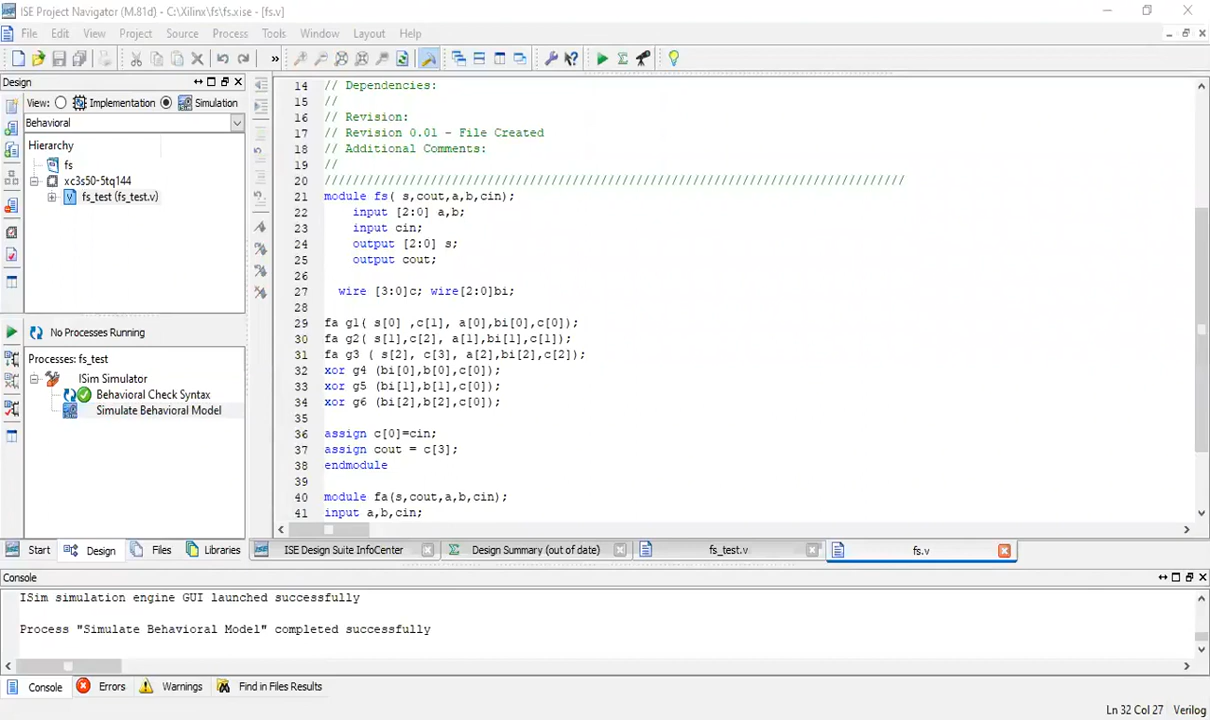 ISE Project Navigator (M.81d) - C:\Xilinx\fs\fs.xise - [fs.v]
File Edit View Project Source Process Tools Window Layout Help
»
Design
View: Implementation Simulation
Behavioral
Hierarchy
fs
xc3s50-5tq144
fs_test (fs_test.v)
No Processes Running
Processes: fs_test
ISim Simulator
Behavioral Check Syntax
Simulate Behavioral Model
Start Design Files Libraries
14 // Dependencies:
15 //
16 // Revision:
17 // Revision 0.01 - File Created
18 // Additional Comments:
19 //
20 //////////////////////////////////////////////////////////////////////////////////
21 module fs( s,cout,a,b,cin);
22 input [2:0] a,b;
23 input cin;
24 output [2:0] s;
25 output cout;
26
27 wire [3:0]c; wire[2:0]bi;
28
29 fa g1( s[0] ,c[1], a[0],bi[0],c[0]);
30 fa g2( s[1],c[2], a[1],bi[1],c[1]);
31 fa g3 ( s[2], c[3], a[2],bi[2],c[2]);
32 xor g4 (bi[0],b[0],c[0]);
33 xor g5 (bi[1],b[1],c[0]);
34 xor g6 (bi[2],b[2],c[0]);
35
36 assign c[0]=cin;
37 assign cout = c[3];
38 endmodule
39
40 module fa(s,cout,a,b,cin);
41 input a,b,cin;
ISE Design Suite InfoCenter Design Summary (out of date) fs_test.v fs.v
Console
ISim simulation engine GUI launched successfully
Process "Simulate Behavioral Model" completed successfully
Console Errors Warnings Find in Files Results
Ln 32 Col 27 Verilog